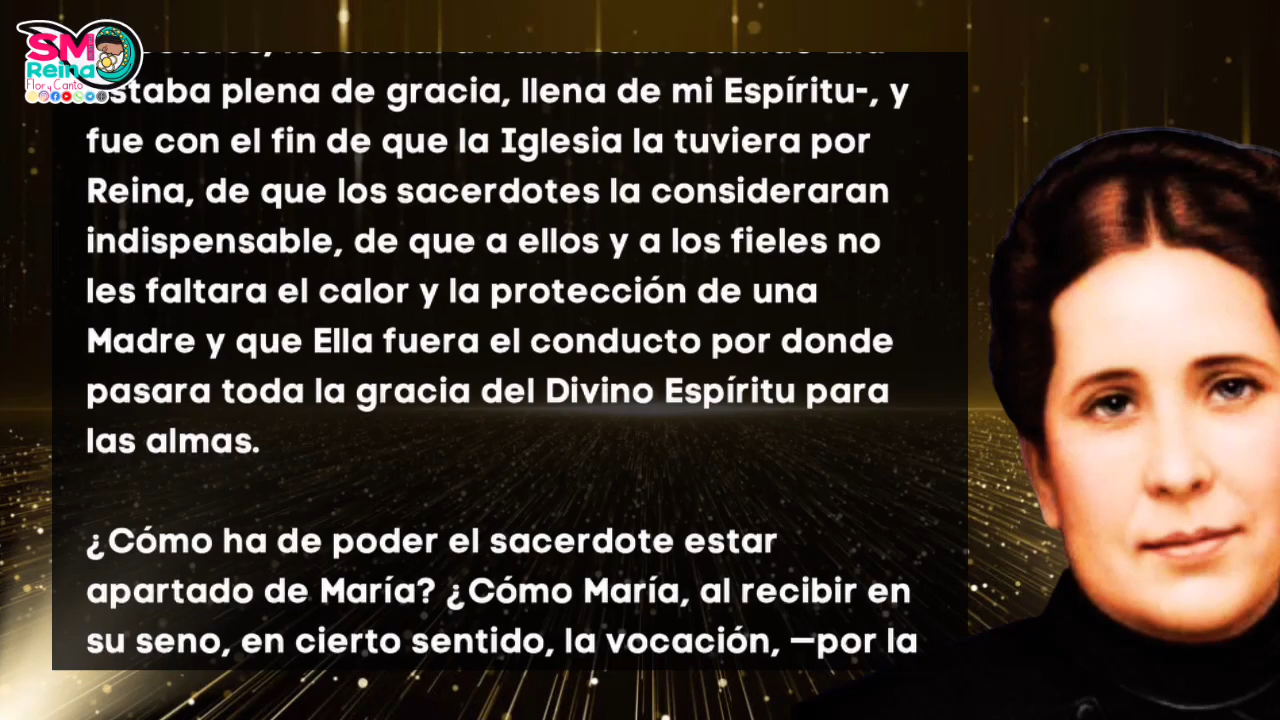 SM
Reina
Flor y Canto
estaba plena de gracia, llena de mi Espíritu-, y
fue con el fin de que la Iglesia la tuviera por
Reina, de que los sacerdotes la consideraran
indispensable, de que a ellos y a los fieles no
les faltara el calor y la protección de una
Madre y que Ella fuera el conducto por donde
pasara toda la gracia del Divino Espíritu para
las almas.
¿Cómo ha de poder el sacerdote estar
apartado de María? ¿Cómo María, al recibir en
su seno, en cierto sentido, la vocación, —por la